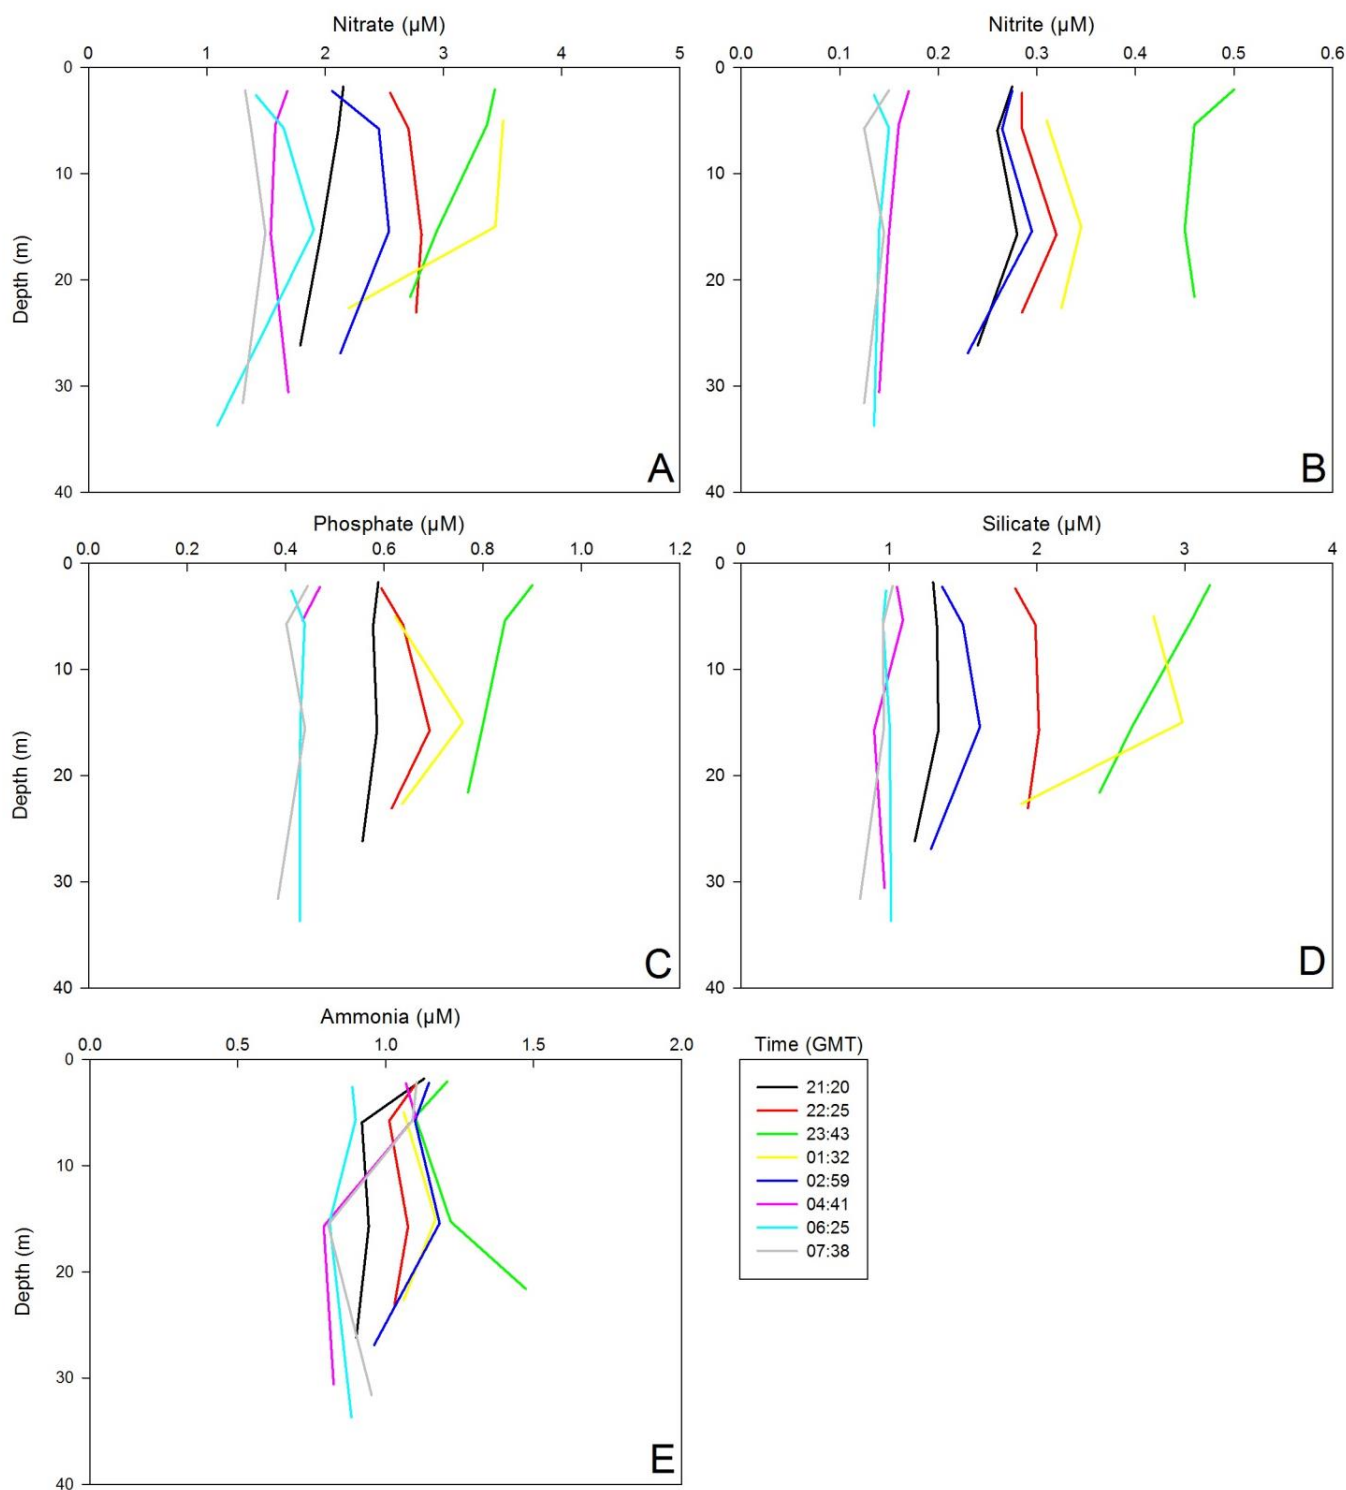 Nitrate (µM)
0 1 2 3 4 5
0
10
20
30
40
Depth (m)
A
Nitrite (µM)
0.0 0.1 0.2 0.3 0.4 0.5 0.6
0
10
20
30
40
B
Phosphate (µM)
0.0 0.2 0.4 0.6 0.8 1.0 1.2
0
10
20
30
40
Depth (m)
C
Silicate (µM)
0 1 2 3 4
0
10
20
30
40
D
Ammonia (µM)
0.0 0.5 1.0 1.5 2.0
0
10
20
30
40
Depth (m)
E
Time (GMT)
21:20
22:25
23:43
01:32
02:59
04:41
06:25
07:38